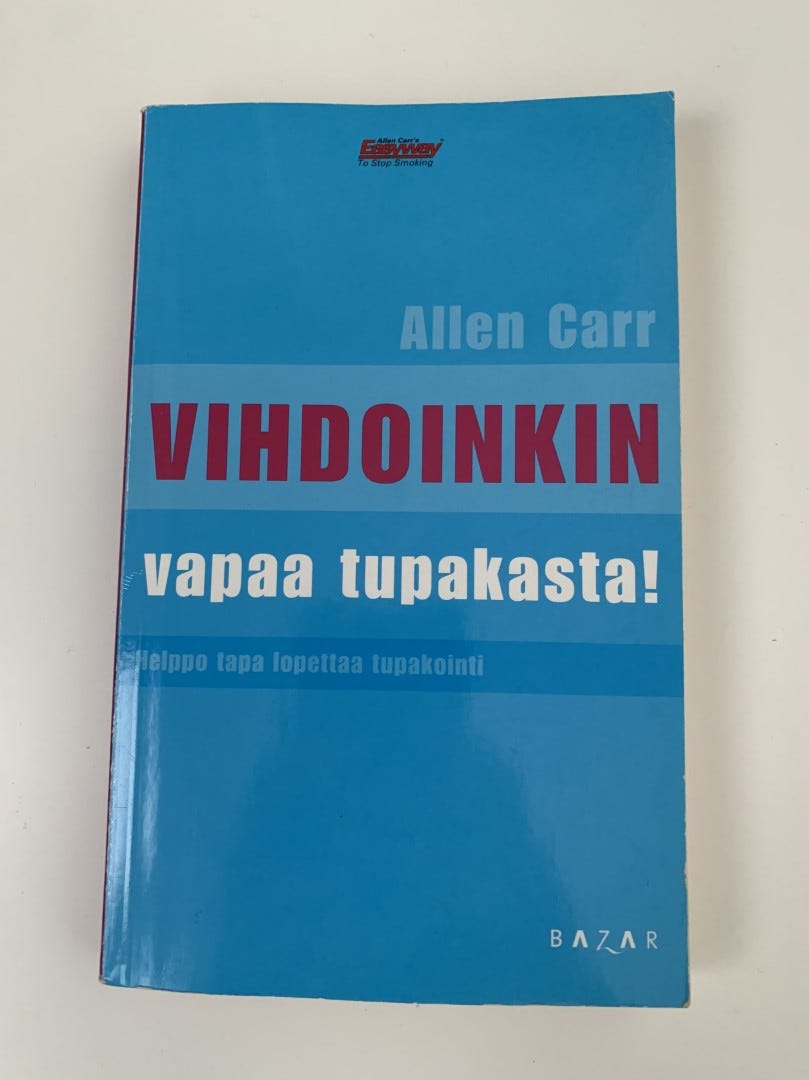 Allen Carr's
Easyway
To Stop Smoking
Allen Carr
VIHDOINKIN
vapaa tupakasta!
Helppo tapa lopettaa tupakointi
BAZAR